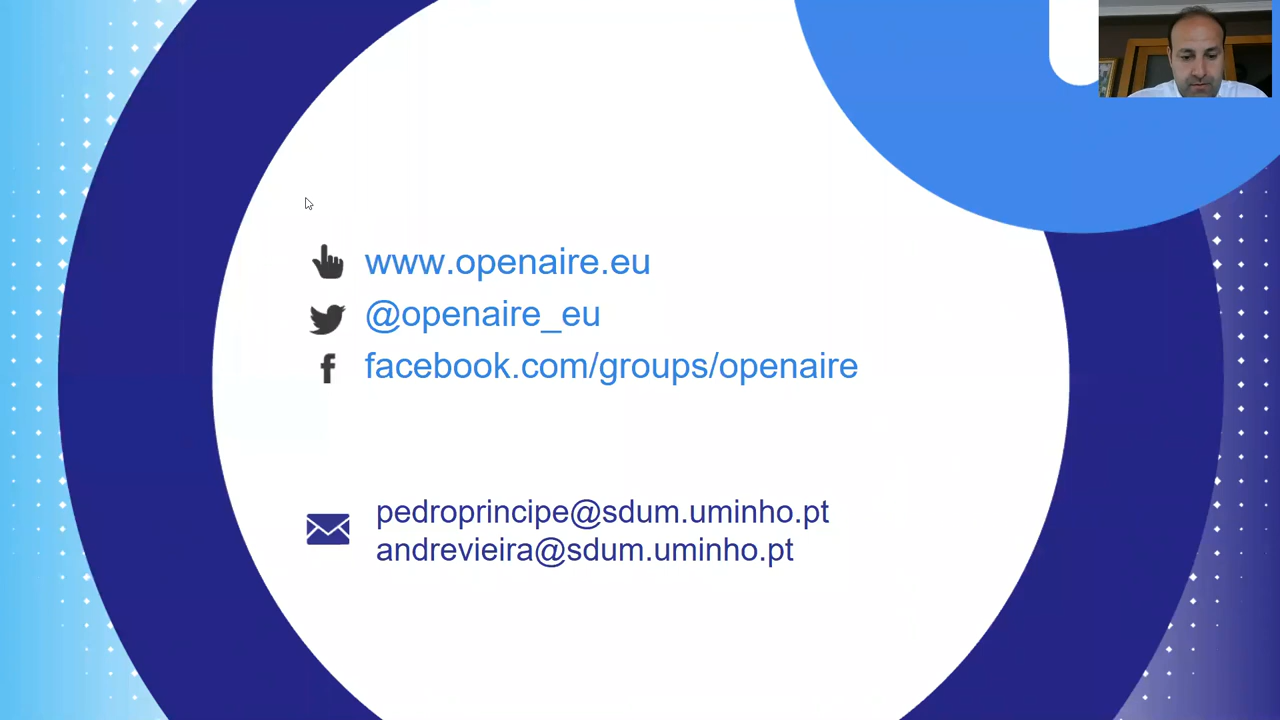 www.openaire.eu
@openaire_eu
facebook.com/groups/openaire
pedroprincipe@sdum.uminho.pt
andrevieira@sdum.uminho.pt